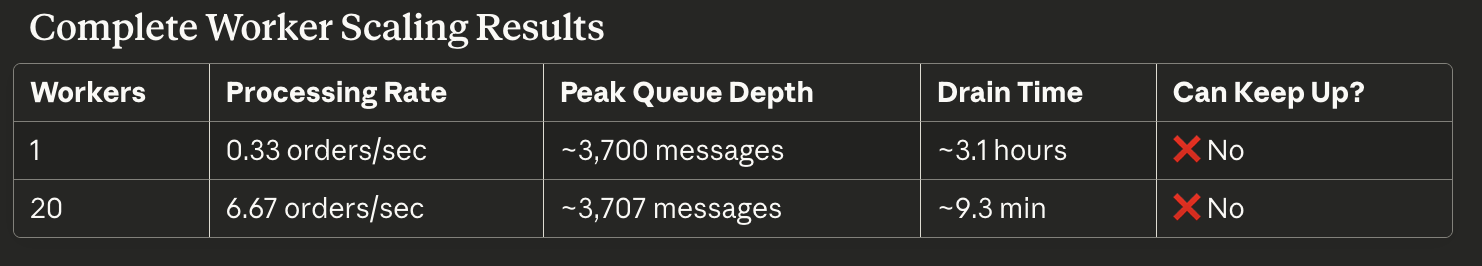 Complete Worker Scaling Results
Workers Processing Rate Peak Queue Depth Drain Time Can Keep Up?
1 0.33 orders/sec ~3,700 messages ~3.1 hours ❌ No
20 6.67 orders/sec ~3,707 messages ~9.3 min ❌ No